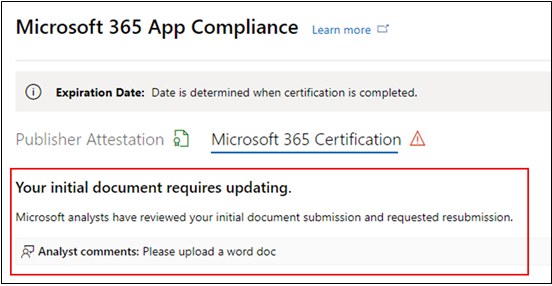 Microsoft 365 App Compliance Learn more
Expiration Date: Date is determined when certification is completed.
Publisher Attestation Microsoft 365 Certification
Your initial document requires updating.
Microsoft analysts have reviewed your initial document submission and requested resubmission.
Analyst comments: Please upload a word doc